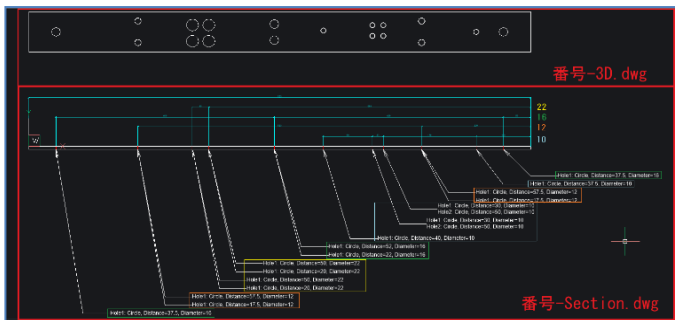 番号-3D.dwg
22
16
12
10
W
Hole1: Circle, Distance=37.5, Diameter=16
Hole1: Circle, Distance=37.5, Diameter=16
Hole1: Circle, Distance=57.5, Diameter=12
Hole1: Circle, Distance=17.5, Diameter=12
Hole1: Circle, Distance=30, Diameter=10
Hole2: Circle, Distance=50, Diameter=10
Hole1: Circle, Distance=30, Diameter=10
Hole2: Circle, Distance=50, Diameter=10
Hole1: Circle, Distance=40, Diameter=10
Hole1: Circle, Distance=52, Diameter=16
Hole1: Circle, Distance=22, Diameter=16
Hole1: Circle, Distance=50, Diameter=22
Hole1: Circle, Distance=20, Diameter=22
Hole1: Circle, Distance=50, Diameter=22
Hole1: Circle, Distance=20, Diameter=22
Hole1: Circle, Distance=57.5, Diameter=12
Hole1: Circle, Distance=17.5, Diameter=12
Hole1: Circle, Distance=37.5, Diameter=16
番号-Section.dwg